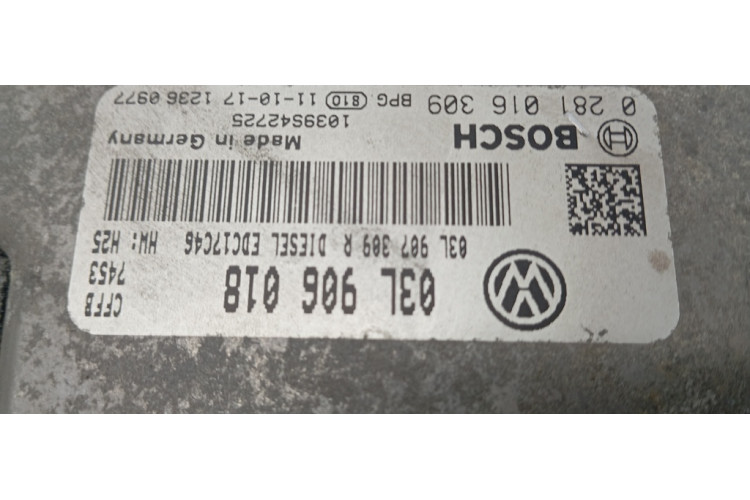 03L 906 018 CFFB
7453
03L 907 309 R DIESEL EDC17C46 HW: H25
BOSCH Made in Germany
1039S42725
0 281 016 309 BPG 810 11-10-17 1236 0977